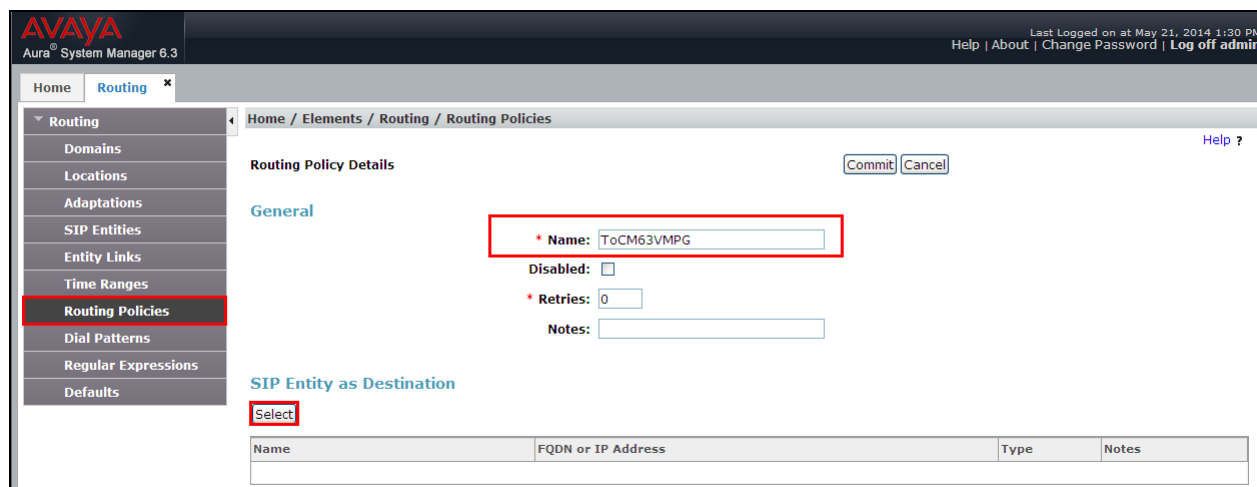 AVAYA
Aura® System Manager 6.3
Last Logged on at May 21, 2014 1:30 PM
Help | About | Change Password | Log off admin
Home
Routing ×
Routing
Domains
Locations
Adaptations
SIP Entities
Entity Links
Time Ranges
Routing Policies
Dial Patterns
Regular Expressions
Defaults
Home / Elements / Routing / Routing Policies
Help ?
Routing Policy Details
Commit Cancel
General
* Name: ToCM63VMPG
Disabled:
* Retries: 0
Notes:
SIP Entity as Destination
Select
Name FQDN or IP Address Type Notes